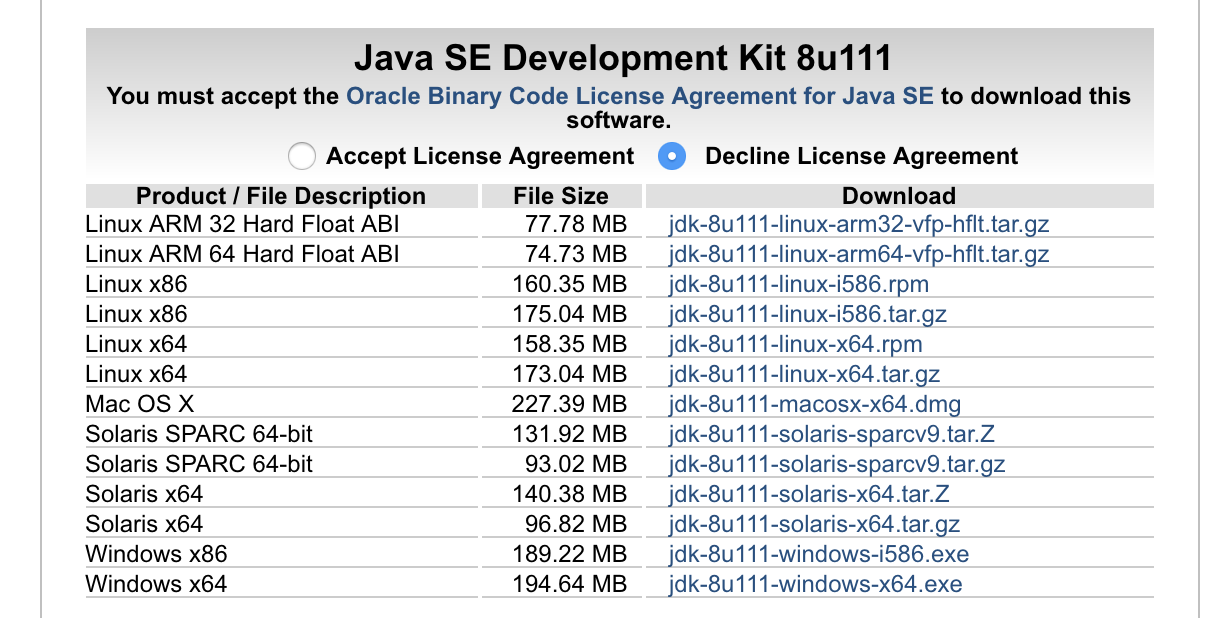 Java SE Development Kit 8u111
You must accept the Oracle Binary Code License Agreement for Java SE to download this
software.
Accept License Agreement Decline License Agreement
Product / File Description File Size Download
Linux ARM 32 Hard Float ABI 77.78 MB jdk-8u111-linux-arm32-vfp-hflt.tar.gz
Linux ARM 64 Hard Float ABI 74.73 MB jdk-8u111-linux-arm64-vfp-hflt.tar.gz
Linux x86 160.35 MB jdk-8u111-linux-i586.rpm
Linux x86 175.04 MB jdk-8u111-linux-i586.tar.gz
Linux x64 158.35 MB jdk-8u111-linux-x64.rpm
Linux x64 173.04 MB jdk-8u111-linux-x64.tar.gz
Mac OS X 227.39 MB jdk-8u111-macosx-x64.dmg
Solaris SPARC 64-bit 131.92 MB jdk-8u111-solaris-sparcv9.tar.Z
Solaris SPARC 64-bit 93.02 MB jdk-8u111-solaris-sparcv9.tar.gz
Solaris x64 140.38 MB jdk-8u111-solaris-x64.tar.Z
Solaris x64 96.82 MB jdk-8u111-solaris-x64.tar.gz
Windows x86 189.22 MB jdk-8u111-windows-i586.exe
Windows x64 194.64 MB jdk-8u111-windows-x64.exe